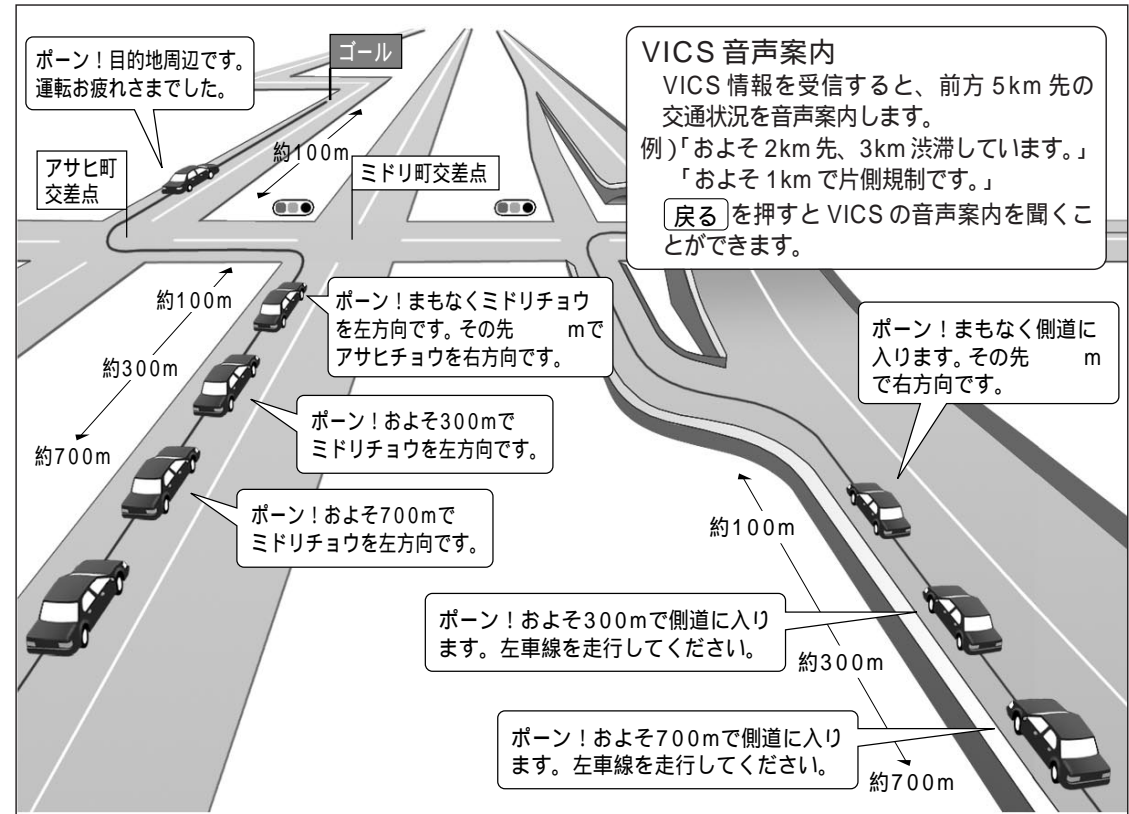 ポーン！目的地周辺です。
運転お疲れさまでした。
ゴール
VICS 音声案内
VICS 情報を受信すると、前方 5km 先の
交通状況を音声案内します。
例）「およそ 2km 先、3km 渋滞しています。」
「およそ 1km で片側規制です。」
戻る を押すと VICS の音声案内を聞くこ
とができます。
アサヒ町
交差点
約100m
ミドリ町交差点
約100m
約300m
約700m
ポーン！まもなくミドリチョウ
を左方向です。その先　　mで
アサヒチョウを右方向です。
ポーン！およそ300mで
ミドリチョウを左方向です。
ポーン！およそ700mで
ミドリチョウを左方向です。
ポーン！まもなく側道に
入ります。その先　　m
で右方向です。
約100m
約300m
約700m
ポーン！およそ300mで側道に入り
ます。左車線を走行してください。
ポーン！およそ700mで側道に入り
ます。左車線を走行してください。